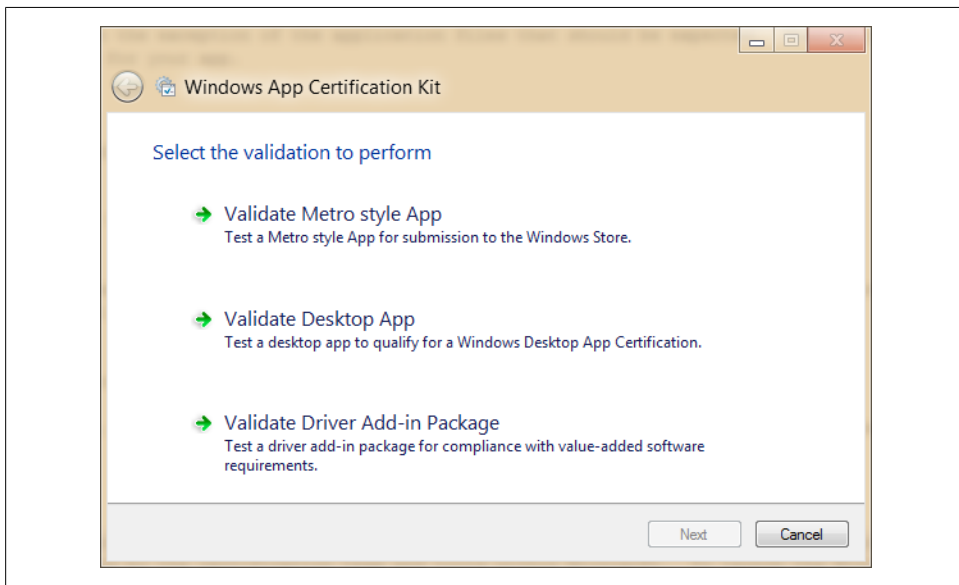 Windows App Certification Kit
Select the validation to perform
Validate Metro style App
Test a Metro style App for submission to the Windows Store.
Validate Desktop App
Test a desktop app to qualify for a Windows Desktop App Certification.
Validate Driver Add-in Package
Test a driver add-in package for compliance with value-added software
requirements.
Next
Cancel